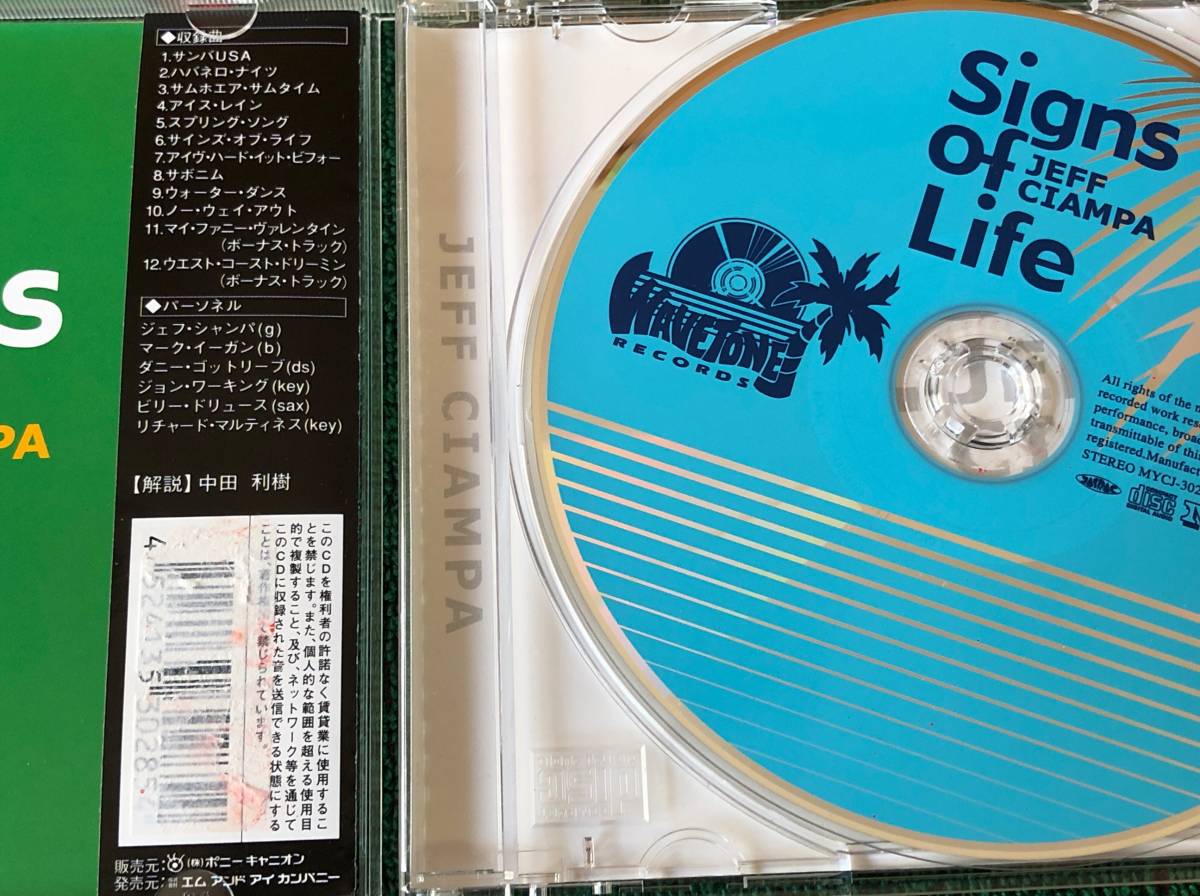 S
PA
◆収録曲
1.サンバUSA
2.ハバネロ・ナイツ
3.サムホエア・サムタイム
4.アイス・レイン
5.スプリング・ソング
6.サインズ・オブ・ライフ
7.アイヴ・ハード・イット・ビフォー
8.サボニム
9.ウォーター・ダンス
10.ノー・ウェイ・アウト
11.マイ・ファニー・ヴァレンタイン
(ボーナス・トラック)
12.ウエスト・コースト・ドリーミン
(ボーナス・トラック)
◆パーソネル
ジェフ・シャンパ(g)
マーク・イーガン(b)
ダニー・ゴットリーブ(ds)
ジョン・ワーキング(key)
ビリー・ドリュース(sax)
リチャード・マルティネス(key)
【解説】中田 利樹
このCDを権利者の許諾なく賃貸業に使用するこ
とを禁じます。また、個人的な範囲を超える使用目
的で複製すること、及び、ネットワーク等を通じて
このCDに収録された音を送信できる状態にする
ことは、著作 禁じられています。
販売元:(株)ポニーキャニオン
発売元:エム アンド アイ カンパニー
JEFF CIAMPA
Signs
of
JEFF
CIAMPA
Life
WAVETONE
RECORDS
All rights of the
recorded work
performance,
transmittable of
registered.
STEREO MYCJ-302
disc
DIGITAL AUDIO